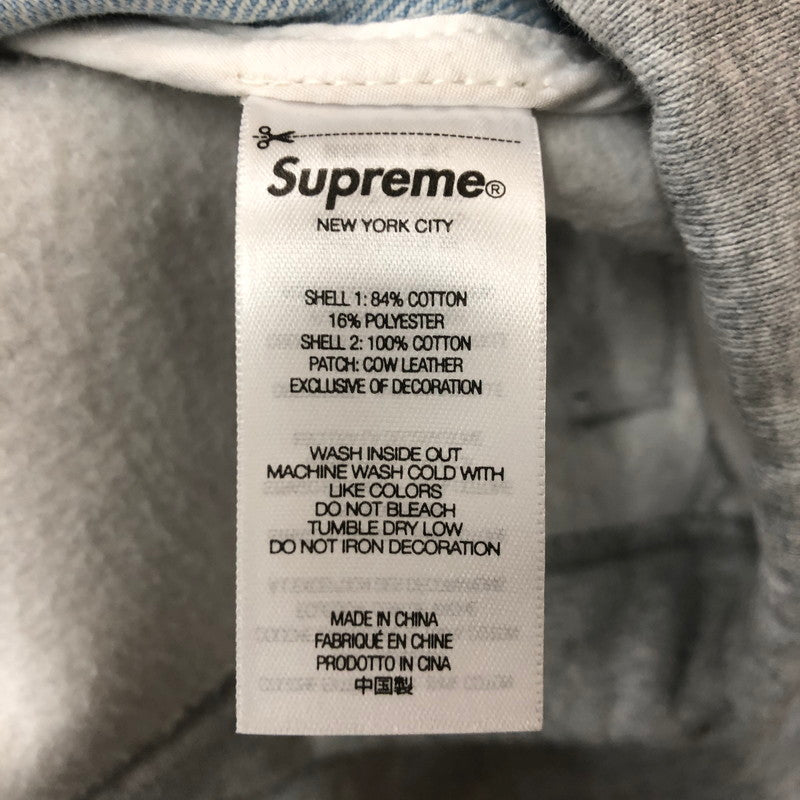 Supreme®
NEW YORK CITY
SHELL 1: 84% COTTON
16% POLYESTER
SHELL 2: 100% COTTON
PATCH: COW LEATHER
EXCLUSIVE OF DECORATION
WASH INSIDE OUT
MACHINE WASH COLD WITH
LIKE COLORS
DO NOT BLEACH
TUMBLE DRY LOW
DO NOT IRON DECORATION
MADE IN CHINA
FABRIQUÉ EN CHINE
PRODOTTO IN CINA
中国製